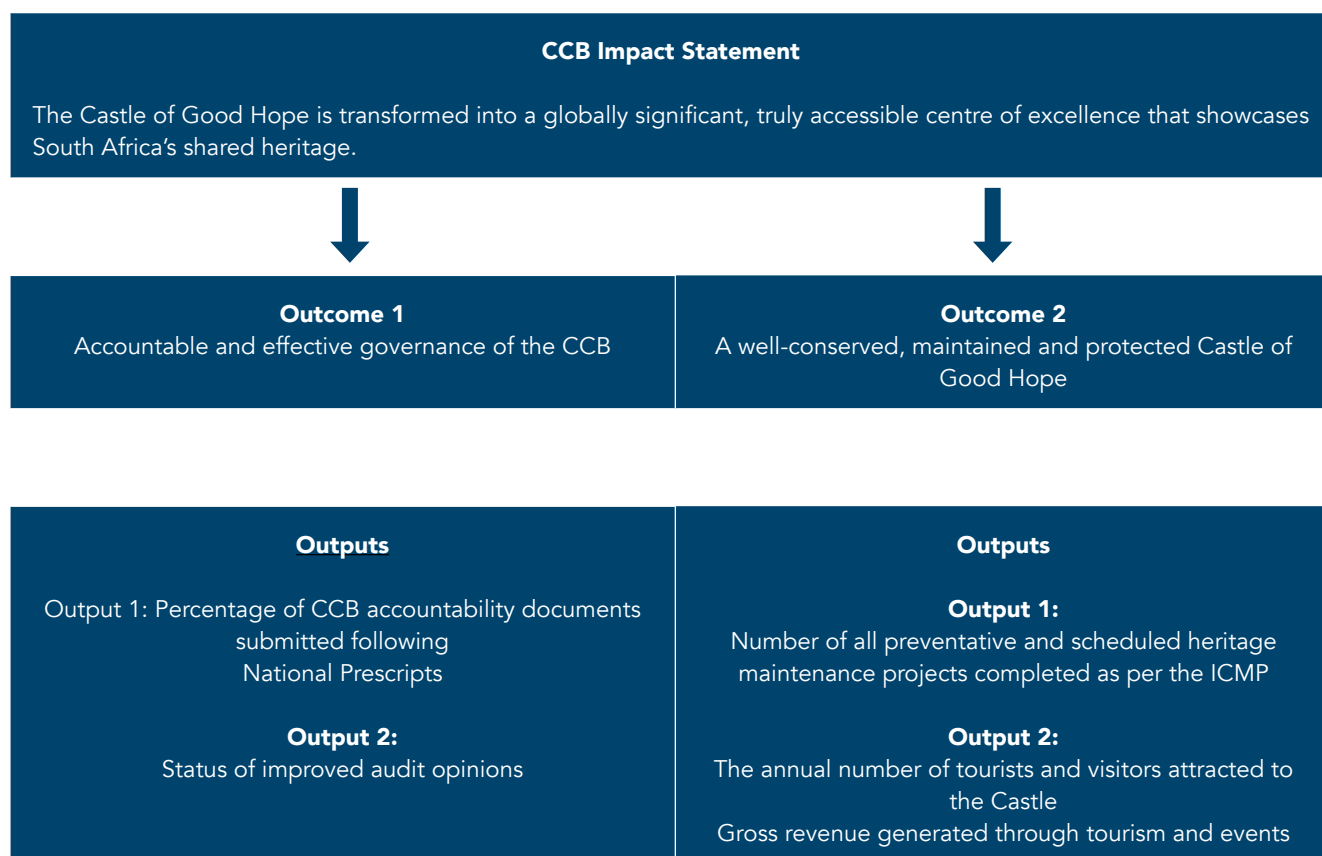 CCB Impact Statement
The Castle of Good Hope is transformed into a globally significant, truly accessible centre of excellence that showcases
South Africa's shared heritage.
Outcome 1
Accountable and effective governance of the CCB
Outcome 2
A well-conserved, maintained and protected Castle of
Good Hope
Outputs
Output 1: Percentage of CCB accountability documents
submitted following
National Prescripts
Output 2:
Status of improved audit opinions
Outputs
Output 1:
Number of all preventative and scheduled heritage
maintenance projects completed as per the ICMP
Output 2:
The annual number of tourists and visitors attracted to
the Castle
Gross revenue generated through tourism and events